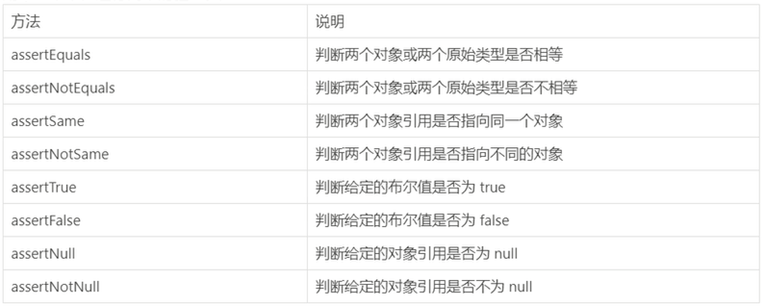 方法 说明
assertEquals 判断两个对象或两个原始类型是否相等
assertNotEquals 判断两个对象或两个原始类型是否不相等
assertSame 判断两个对象引用是否指向同一个对象
assertNotSame 判断两个对象引用是否指向不同的对象
assertTrue 判断给定的布尔值是否为 true
assertFalse 判断给定的布尔值是否为 false
assertNull 判断给定的对象引用是否为 null
assertNotNull 判断给定的对象引用是否不为 null